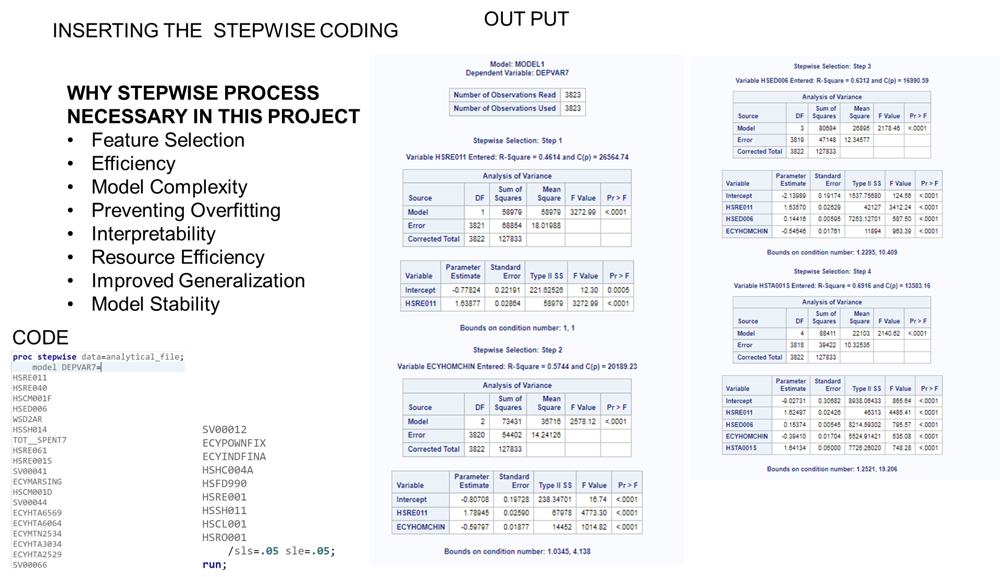 INSERTING THE STEPWISE CODING
WHY STEPWISE PROCESS
NECESSARY IN THIS PROJECT
• Feature Selection
• Efficiency
• Model Complexity
• Preventing Overfitting
• Interpretability
• Resource Efficiency
• Improved Generalization
• Model Stability
CODE
proc stepwise data=analytical_file;
model DEPVAR7=
HSRE011
HSRE040
HSCM001F
HSED006
WSD2AR
HSSH014
TOT__SPENT7
HSRE061
HSRE001S
SV00041
ECYMARSING
HSCM001D
SV00044
ECYHTA6569
ECYHTA6064
ECYMTN2534
ECYHTA3034
ECYHTA2529
SV00066
SV00012
ECYPOWNFIX
ECYINDFINA
HSHC004A
HSFD990
HSRE001
HSSH011
HSCL001
HSRO001
/sls=.05 sle=.05;
run;
OUT PUT
Model: MODEL1
Dependent Variable: DEPVAR7
Number of Observations Read 3823
Number of Observations Used 3823
Stepwise Selection: Step 1
Variable HSRE011 Entered: R-Square = 0.4614 and C(p) = 26564.74
Analysis of Variance
Sum of Mean
Source DF Squares Square F Value Pr > F
Model 1 58979 58979 3272.99 <.0001
Error 3821 68854 18.01988
Corrected Total 3822 127833
Parameter Standard
Variable Estimate Error Type II SS F Value Pr > F
Intercept -0.77824 0.22191 221.62526 12.30 0.0005
HSRE011 1.63877 0.02864 58979 3272.99 <.0001
Bounds on condition number: 1, 1
Stepwise Selection: Step 2
Variable ECYHOMCHIN Entered: R-Square = 0.5744 and C(p) = 20189.23
Analysis of Variance
Sum of Mean
Source DF Squares Square F Value Pr > F
Model 2 73431 36716 2578.12 <.0001
Error 3820 54402 14.24126
Corrected Total 3822 127833
Parameter Standard
Variable Estimate Error Type II SS F Value Pr > F
Intercept -0.80708 0.19728 238.34701 16.74 <.0001
HSRE011 1.78945 0.02590 67978 4773.30 <.0001
ECYHOMCHIN -0.59797 0.01877 14452 1014.82 <.0001
Bounds on condition number: 1.0345, 4.138
Stepwise Selection: Step 3
Variable HSED006 Entered: R-Square = 0.6312 and C(p) = 16990.59
Analysis of Variance
Sum of Mean
Source DF Squares Square F Value Pr > F
Model 3 80684 26895 2178.46 <.0001
Error 3819 47148 12.34577
Corrected Total 3822 127833
Parameter Standard
Variable Estimate Error Type II SS F Value Pr > F
Intercept -2.13989 0.19174 1537.75680 124.56 <.0001
HSRE011 1.53570 0.02629 42127 3412.24 <.0001
HSED006 0.14416 0.00595 7253.12701 587.50 <.0001
ECYHOMCHIN -0.54646 0.01761 11894 963.39 <.0001
Bounds on condition number: 1.2295, 10.409
Stepwise Selection: Step 4
Variable HSTA001S Entered: R-Square = 0.6916 and C(p) = 13583.16
Analysis of Variance
Sum of Mean
Source DF Squares Square F Value Pr > F
Model 4 88411 22103 2140.62 <.0001
Error 3818 39422 10.32536
Corrected Total 3822 127833
Parameter Standard
Variable Estimate Error Type II SS F Value Pr > F
Intercept -9.02731 0.30682 8938.06433 865.64 <.0001
HSRE011 1.62497 0.02426 46313 4485.41 <.0001
HSED006 0.15374 0.00545 8214.59302 795.57 <.0001
ECYHOMCHIN -0.39410 0.01704 5524.91421 535.08 <.0001
HSTA001S 1.64134 0.06000 7726.26020 748.28 <.0001
Bounds on condition number: 1.2521, 19.206